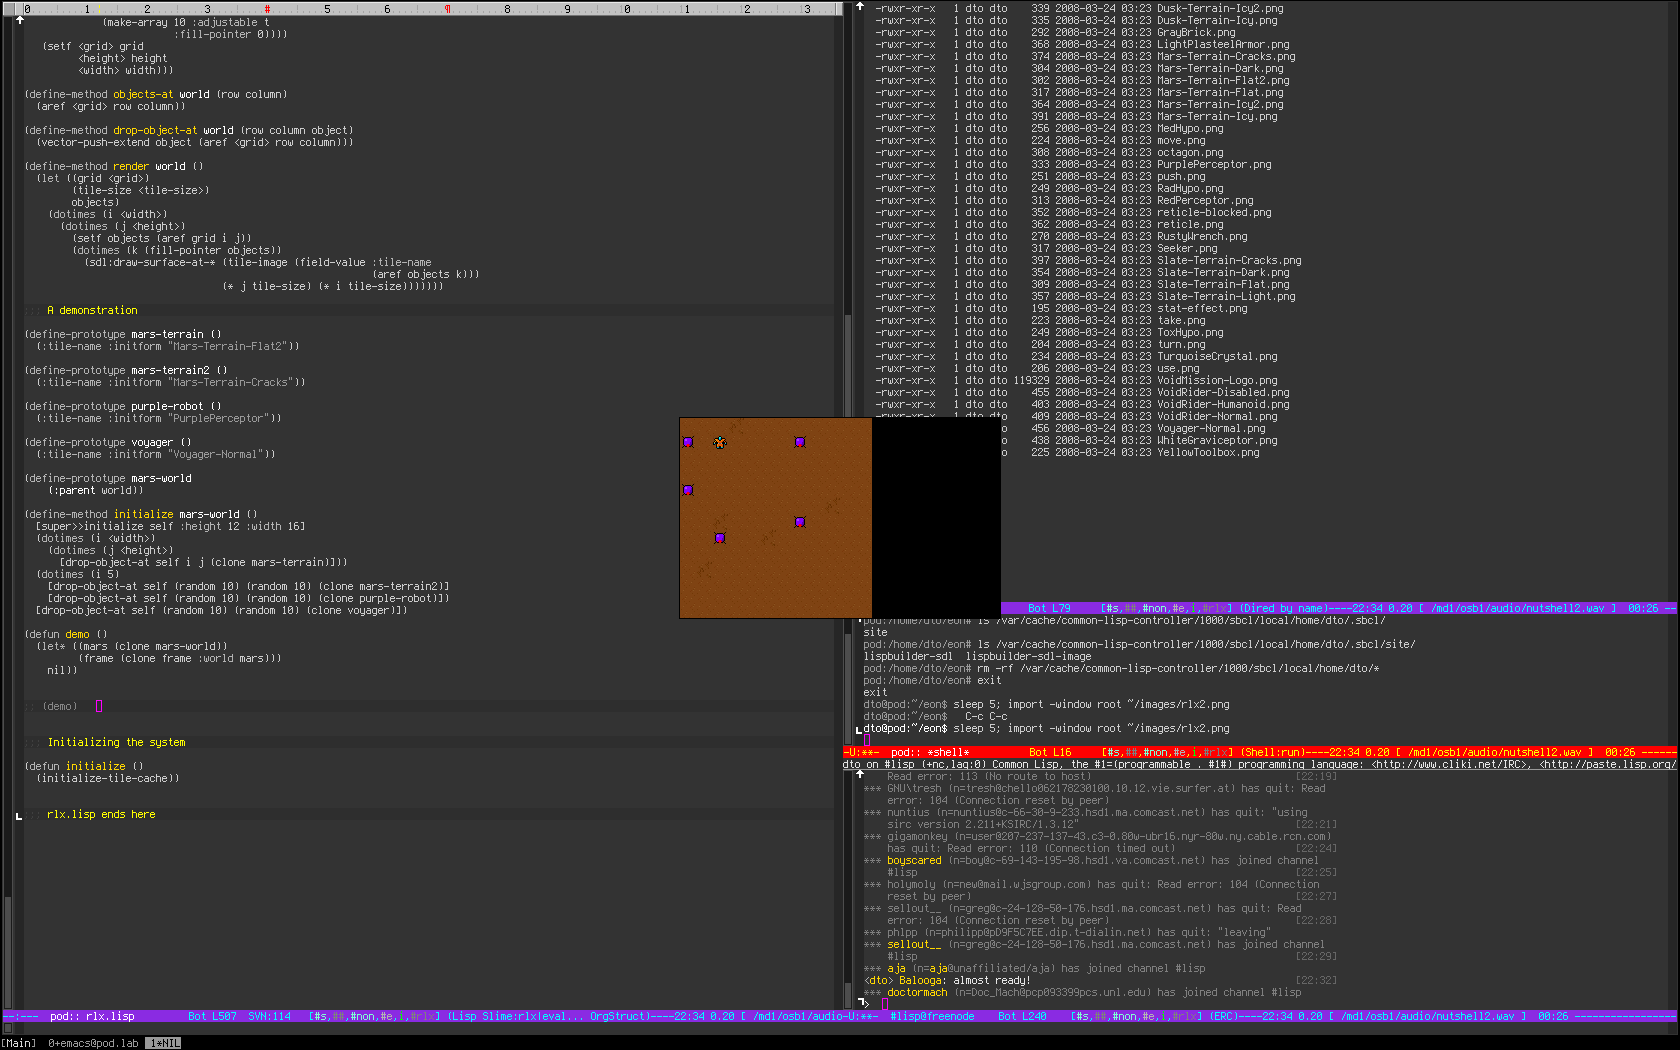 0 1 # 2 3 4 5 6 ¶ 7 8 9 0 1 2 3
(make-array 10 :adjustable t
:fill-pointer 0))))
(setf <grid> grid
<height> height
<width> width)))
(define-method objects-at world (row column)
(aref <grid> row column))
(define-method drop-object-at world (row column object)
(vector-push-extend object (aref <grid> row column)))
(define-method render world ()
(let ((grid <grid>)
(tile-size <tile-size>)
objects)
(dotimes (i <width>)
(dotimes (j <height>)
(setf objects (aref grid i j))
(dotimes (k (fill-pointer objects))
(sdl:draw-surface-at-* (tile-image (field-value :tile-name
(aref objects k)))
(* j tile-size) (* i tile-size)))))))
A demonstration
(define-prototype mars-terrain ()
(:tile-name :initform "Mars-Terrain-Flat2"))
(define-prototype mars-terrain2 ()
(:tile-name :initform "Mars-Terrain-Cracks"))
(define-prototype purple-robot ()
(:tile-name :initform "PurplePerceptor"))
(define-prototype voyager ()
(:tile-name :initform "Voyager-Normal"))
(define-prototype mars-world
(:parent world))
(define-method initialize mars-world ()
[super>>initialize self :height 12 :width 16]
(dotimes (i <width>)
(dotimes (j <height>)
[drop-object-at self i j (clone mars-terrain)]))
(dotimes (i 5)
[drop-object-at self (random 10) (random 10) (clone mars-terrain2)]
[drop-object-at self (random 10) (random 10) (clone purple-robot)])
[drop-object-at self (random 10) (random 10) (clone voyager)])
(defun demo ()
(let* ((mars (clone mars-world))
(frame (clone frame :world mars)))
nil))
;; (demo)
Initializing the system
(defun initialize ()
(initialize-tile-cache))
rlx.lisp ends here
--:--- pod:: rlx.lisp Bot L507 SVN:114 [#s,##,#non,#e,i,#rlx] (Lisp Slime:rlx|eval... OrgStruct)----22:34 0.20 [ /md1/osb1/audio
-rwxr-xr-x 1 dto dto 339 2008-03-24 03:23 Dusk-Terrain-Icy2.png
-rwxr-xr-x 1 dto dto 335 2008-03-24 03:23 Dusk-Terrain-Icy.png
-rwxr-xr-x 1 dto dto 292 2008-03-24 03:23 GrayBrick.png
-rwxr-xr-x 1 dto dto 368 2008-03-24 03:23 LightPlasteelArmor.png
-rwxr-xr-x 1 dto dto 374 2008-03-24 03:23 Mars-Terrain-Cracks.png
-rwxr-xr-x 1 dto dto 304 2008-03-24 03:23 Mars-Terrain-Dark.png
-rwxr-xr-x 1 dto dto 302 2008-03-24 03:23 Mars-Terrain-Flat2.png
-rwxr-xr-x 1 dto dto 317 2008-03-24 03:23 Mars-Terrain-Flat.png
-rwxr-xr-x 1 dto dto 364 2008-03-24 03:23 Mars-Terrain-Icy2.png
-rwxr-xr-x 1 dto dto 391 2008-03-24 03:23 Mars-Terrain-Icy.png
-rwxr-xr-x 1 dto dto 256 2008-03-24 03:23 MedHypo.png
-rwxr-xr-x 1 dto dto 224 2008-03-24 03:23 move.png
-rwxr-xr-x 1 dto dto 308 2008-03-24 03:23 octagon.png
-rwxr-xr-x 1 dto dto 333 2008-03-24 03:23 PurplePerceptor.png
-rwxr-xr-x 1 dto dto 251 2008-03-24 03:23 push.png
-rwxr-xr-x 1 dto dto 249 2008-03-24 03:23 RadHypo.png
-rwxr-xr-x 1 dto dto 313 2008-03-24 03:23 RedPerceptor.png
-rwxr-xr-x 1 dto dto 352 2008-03-24 03:23 reticle-blocked.png
-rwxr-xr-x 1 dto dto 362 2008-03-24 03:23 reticle.png
-rwxr-xr-x 1 dto dto 270 2008-03-24 03:23 RustyWrench.png
-rwxr-xr-x 1 dto dto 317 2008-03-24 03:23 Seeker.png
-rwxr-xr-x 1 dto dto 397 2008-03-24 03:23 Slate-Terrain-Cracks.png
-rwxr-xr-x 1 dto dto 354 2008-03-24 03:23 Slate-Terrain-Dark.png
-rwxr-xr-x 1 dto dto 309 2008-03-24 03:23 Slate-Terrain-Flat.png
-rwxr-xr-x 1 dto dto 357 2008-03-24 03:23 Slate-Terrain-Light.png
-rwxr-xr-x 1 dto dto 195 2008-03-24 03:23 stat-effect.png
-rwxr-xr-x 1 dto dto 223 2008-03-24 03:23 take.png
-rwxr-xr-x 1 dto dto 249 2008-03-24 03:23 ToxHypo.png
-rwxr-xr-x 1 dto dto 204 2008-03-24 03:23 turn.png
-rwxr-xr-x 1 dto dto 234 2008-03-24 03:23 TurquoiseCrystal.png
-rwxr-xr-x 1 dto dto 206 2008-03-24 03:23 use.png
-rwxr-xr-x 1 dto dto 119329 2008-03-24 03:23 VoidMission-Logo.png
-rwxr-xr-x 1 dto dto 455 2008-03-24 03:23 VoidRider-Disabled.png
-rwxr-xr-x 1 dto dto 403 2008-03-24 03:23 VoidRider-Humanoid.png
409 2008-03-24 03:23 VoidRider-Normal.png
456 2008-03-24 03:23 Voyager-Normal.png
438 2008-03-24 03:23 WhiteGraviceptor.png
225 2008-03-24 03:23 YellowToolbox.png
Bot L79 [#s,##,#non,#e,i,#rlx] (Dired by name)----22:34 0.20 [ /md1/osb1/audio/nutshell2.wav ] 00:26 --
pod:/home/dto/eon# ls /var/cache/common-lisp-controller/1000/sbcl/local/home/dto/.sbcl/
site
pod:/home/dto/eon# ls /var/cache/common-lisp-controller/1000/sbcl/local/home/dto/.sbcl/site/
lispbuilder-sdl lispbuilder-sdl-image
pod:/home/dto/eon# rm -rf /var/cache/common-lisp-controller/1000/sbcl/local/home/dto/*
pod:/home/dto/eon# exit
exit
dto@pod:~/eon$ sleep 5; import -window root ~/images/rlx2.png
dto@pod:~/eon$ C-c C-c
dto@pod:~/eon$ sleep 5; import -window root ~/images/rlx2.png
-U:**- pod:: *shell* Bot L16 [#s,##,#non,#e,i,#rlx] (Shell:run)----22:34 0.20 [ /md1/osb1/audio/nutshell2.wav ] 00:26 ------
dto on #lisp (+nc,lag:0) Common Lisp, the #1=(programmable . #1#) programming language: <http://www.cliki.net/IRC>, <http://paste.lisp.org/
Read error: 113 (No route to host) [22:19]
*** GNU\tresh (n=tresh@chello062178230100.10.12.vie.surfer.at) has quit: Read
error: 104 (Connection reset by peer)
*** nuntius (n=nuntius@c-66-30-9-233.hsd1.ma.comcast.net) has quit: "using
sirc version 2.211+KSIRC/1.3.12" [22:21]
*** gigamonkey (n=user@207-237-137-43.c3-0.80w-ubr16.nyr-80w.ny.cable.rcn.com)
has quit: Read error: 110 (Connection timed out) [22:24]
*** boyscared (n=boy@c-69-143-195-98.hsd1.va.comcast.net) has joined channel
#lisp [22:25]
*** holymoly (n=new@mail.wjsgroup.com) has quit: Read error: 104 (Connection
reset by peer) [22:27]
*** sellout__ (n=greg@c-24-128-50-176.hsd1.ma.comcast.net) has quit: Read
error: 104 (Connection reset by peer) [22:28]
*** phlpp (n=philipp@pD9F5C7EE.dip.t-dialin.net) has quit: "leaving"
*** sellout__ (n=greg@c-24-128-50-176.hsd1.ma.comcast.net) has joined channel
#lisp [22:29]
*** aja (n=aja@unaffiliated/aja) has joined channel #lisp
<dto> Balooga: almost ready! [22:32]
*** doctormach (n=Doc_Mach@pcp093399pcs.unl.edu) has joined channel #lisp
>
-U:**- #lisp@freenode Bot L240 [#s,##,#non,#e,i,#rlx] (ERC)----22:34 0.20 [ /md1/osb1/audio/nutshell2.wav ] 00:26 -----------------
[Main] 0+emacs@pod.lab 1*NIL